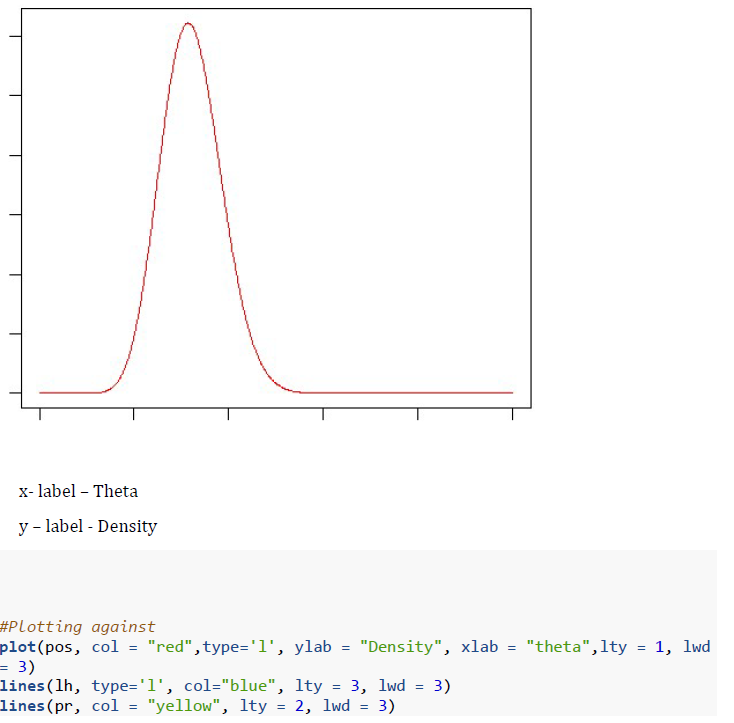 x- label – Theta
y – label - Density
#Plotting against
plot(pos, col = "red",type='l', ylab = "Density", xlab = "theta",lty = 1, lwd
= 3)
lines(lh, type='l', col="blue", lty = 3, lwd = 3)
lines(pr, col = "yellow", lty = 2, lwd = 3)